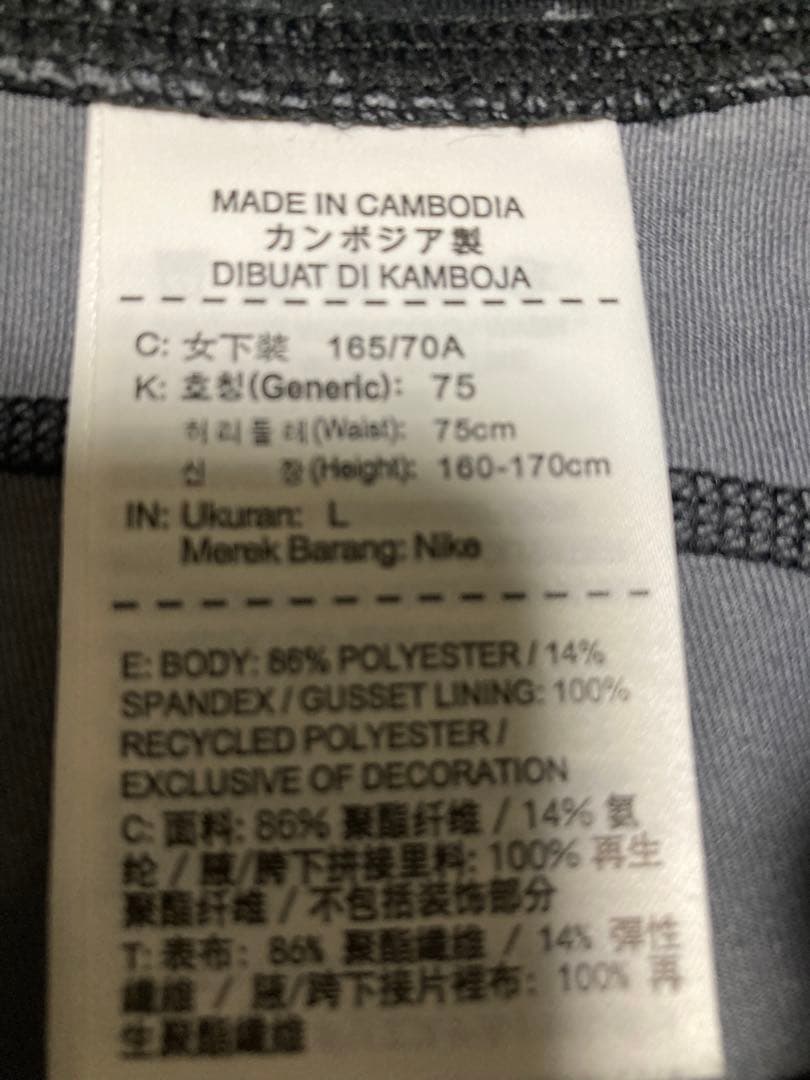 MADE IN CAMBODIA
カンボジア製
DIBUAT DI KAMBOJA
C: 女下装 165/70A
K: 호칭(Generic): 75
허리둘레(Waist): 75cm
신 장(Height): 160-170cm
IN: Ukuran: L
Merek Barang: Nike
E: BODY: 86% POLYESTER / 14%
SPANDEX / GUSSET LINING: 100%
RECYCLED POLYESTER /
EXCLUSIVE OF DECORATION
C: 面料: 86% 聚酯纤维 / 14% 氨
纶 / 腋/跨下拼接里料: 100% 再生
聚酯纤维 / 不包括装饰部分
T: 表布: 86% 聚酯纖維 / 14% 彈性
纖維 / 腋/跨下接片裡布: 100% 再
生聚酯纖維